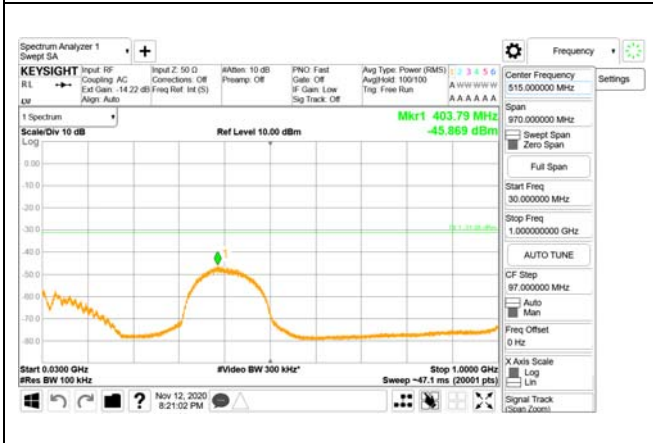 Spectrum Analyzer 1
Swept SA
+
Frequency
KEYSIGHT
RL
Input: RF
Coupling: AC
Ext Gain: -14.22 dB
Align: Auto
Input Z: 50 Ω
Corrections: Off
Freq Ref: Int (S)
#Atten: 10 dB
Preamp: Off
PNO: Fast
Gate: Off
IF Gain: Low
Sig Track: Off
Avg Type: Power (RMS)
Avg|Hold: 100/100
Trig: Free Run
1 2 3 4 5 6
A W W W W W
A A A A A A
1 Spectrum
Scale/Div 10 dB
Ref Level 10.00 dBm
Mkr1 403.79 MHz
-45.869 dBm
Log
0.00
-10.0
-20.0
-30.0
-40.0
-50.0
-60.0
-70.0
-80.0
1
Start 0.0300 GHz
#Res BW 100 kHz
#Video BW 300 kHz*
Stop 1.0000 GHz
Sweep ~47.1 ms (20001 pts)
?
Nov 12, 2020
8:21:02 PM
Center Frequency
515.000000 MHz
Settings
Span
970.000000 MHz
Swept Span
Zero Span
Full Span
Start Freq
30.000000 MHz
Stop Freq
1.000000000 GHz
AUTO TUNE
CF Step
97.000000 MHz
Auto
Man
Freq Offset
0 Hz
X Axis Scale
Log
Lin
Signal Track
(Span Zoom)